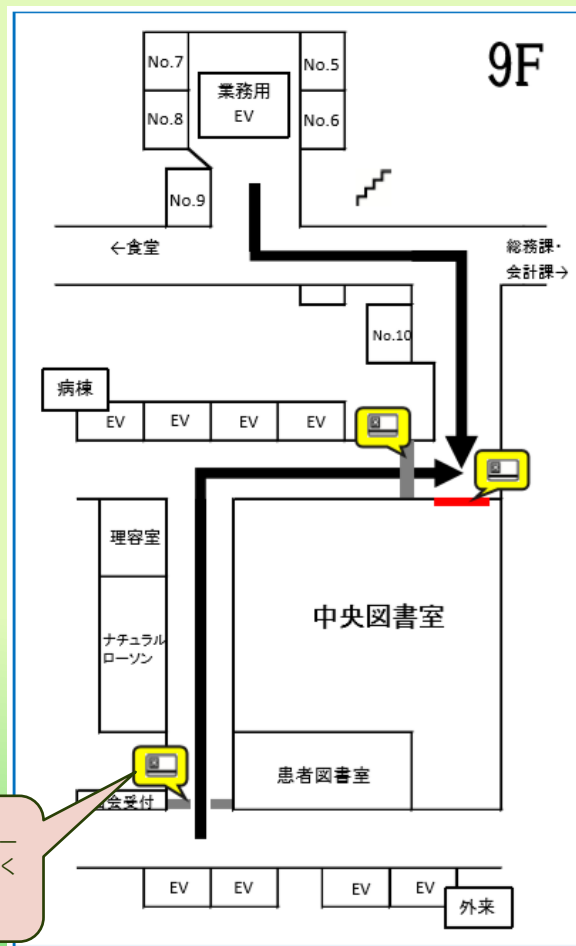 9F
No.7
No.5
業務用
EV
No.8
No.6
No.9
←食堂
総務課・
会計課→
No.10
病棟
EV
EV
EV
EV
理容室
中央図書室
ナチュラル
ローソン
患者図書室
会受付
ー
く
EV
EV
EV
EV
外来